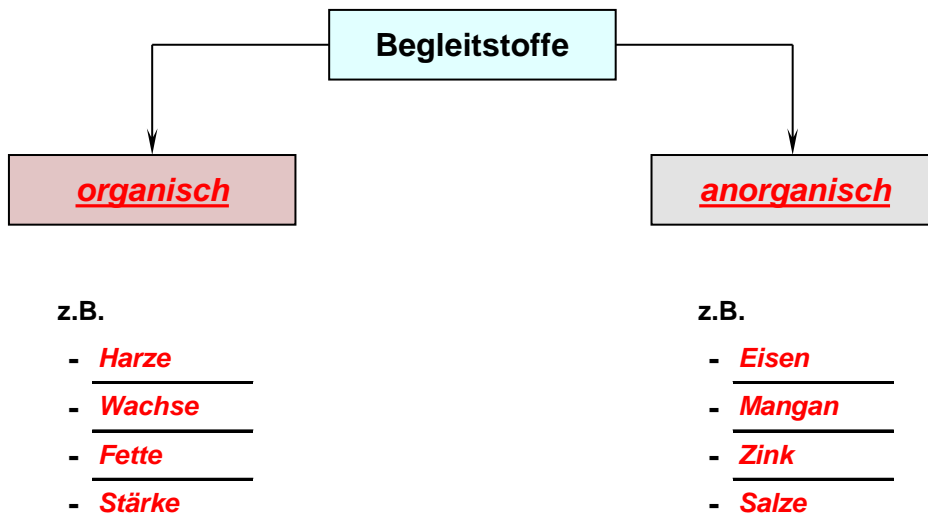 Begleitstoffe
organisch
anorganisch
z.B.
- Harze
- Wachse
- Fette
- Stärke
z.B.
- Eisen
- Mangan
- Zink
- Salze